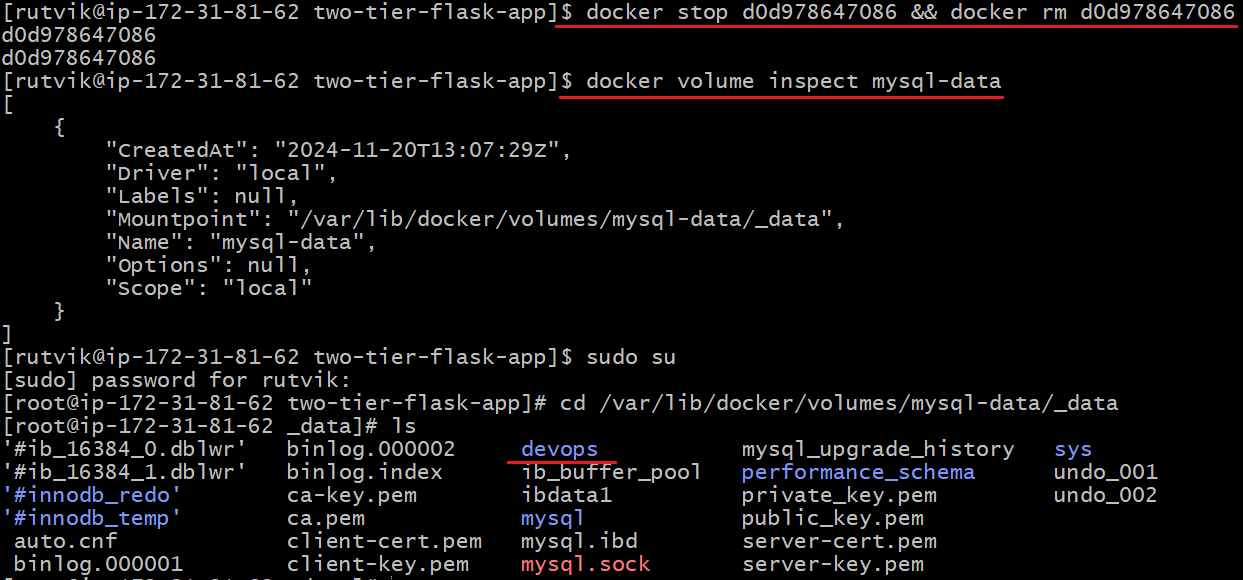 [rutvik@ip-172-31-81-62 two-tier-flask-app]$ docker stop d0d978647086 && docker rm d0d978647086
d0d978647086
d0d978647086
[rutvik@ip-172-31-81-62 two-tier-flask-app]$ docker volume inspect mysql-data
[
    {
        "CreatedAt": "2024-11-20T13:07:29Z",
        "Driver": "local",
        "Labels": null,
        "Mountpoint": "/var/lib/docker/volumes/mysql-data/_data",
        "Name": "mysql-data",
        "Options": null,
        "Scope": "local"
    }
]
[rutvik@ip-172-31-81-62 two-tier-flask-app]$ sudo su
[sudo] password for rutvik:
[root@ip-172-31-81-62 two-tier-flask-app]# cd /var/lib/docker/volumes/mysql-data/_data
[root@ip-172-31-81-62 _data]# ls
'#ib_16384_0.dblwr'   binlog.000002     devops           mysql_upgrade_history   sys
'#ib_16384_1.dblwr'   binlog.index      ib_buffer_pool   performance_schema      undo_001
'#innodb_redo'        ca-key.pem        ibdata1          private_key.pem         undo_002
'#innodb_temp'        ca.pem            mysql            public_key.pem
 auto.cnf             client-cert.pem   mysql.ibd        server-cert.pem
 binlog.000001        client-key.pem    mysql.sock       server-key.pem